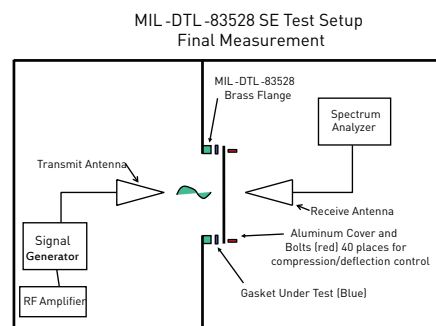 MIL-DTL-83528 SE Test Setup
Final Measurement
MIL-DTL-83528
Brass Flange
Spectrum
Analyzer
Transmit Antenna
Receive Antenna
Signal
Generator
Aluminum Cover and
Bolts (red) 40 places for
compression/deflection control
RF Amplifier
Gasket Under Test (Blue)